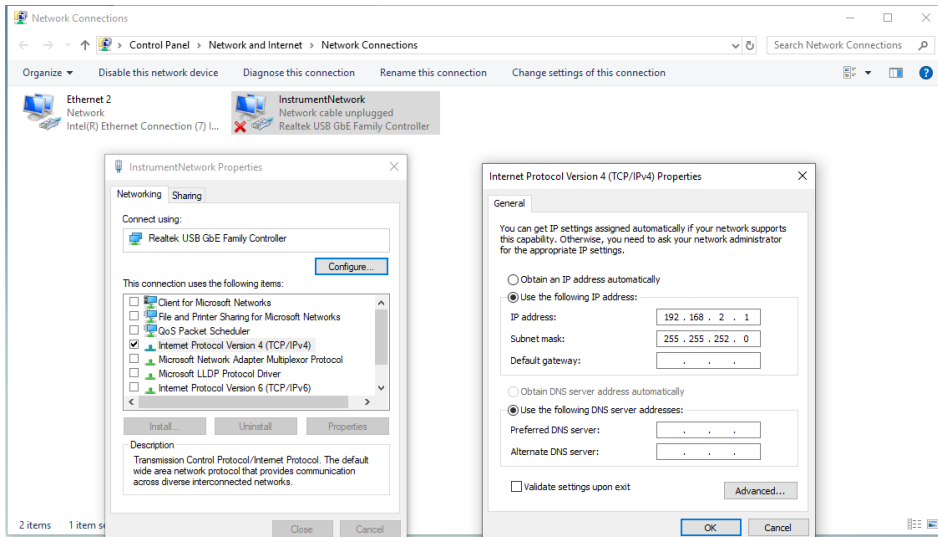 Network Connections
Control Panel > Network and Internet > Network Connections
Search Network Connections
Organize
Disable this network device
Diagnose this connection
Rename this connection
Change settings of this connection
Ethernet 2
Network
Intel(R) Ethernet Connection (7) I...
InstrumentNetwork
Network cable unplugged
Realtek USB GbE Family Controller
InstrumentNetwork Properties
Networking
Sharing
Connect using:
Realtek USB GbE Family Controller
Configure...
This connection uses the following items:
Client for Microsoft Networks
File and Printer Sharing for Microsoft Networks
QoS Packet Scheduler
Internet Protocol Version 4 (TCP/IPv4)
Microsoft Network Adapter Multiplexor Protocol
Microsoft LLDP Protocol Driver
Internet Protocol Version 6 (TCP/IPv6)
Install...
Uninstall
Properties
Description
Transmission Control Protocol/Internet Protocol. The default
wide area network protocol that provides communication
across diverse interconnected networks.
Close
Cancel
Internet Protocol Version 4 (TCP/IPv4) Properties
General
You can get IP settings assigned automatically if your network supports
this capability. Otherwise, you need to ask your network administrator
for the appropriate IP settings.
Obtain an IP address automatically
Use the following IP address:
IP address:
192 . 168 . 2 . 1
Subnet mask:
255 . 255 . 252 . 0
Default gateway:
. . .
Obtain DNS server address automatically
Use the following DNS server addresses:
Preferred DNS server:
. . .
Alternate DNS server:
. . .
Validate settings upon exit
Advanced...
OK
Cancel
2 items
1 item s